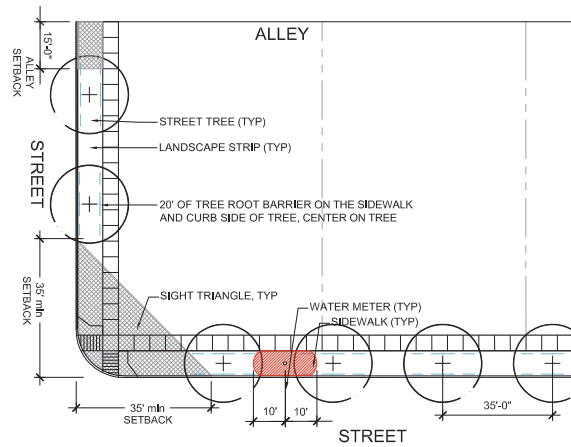 ALLEY
15'-0"
ALLEY
SETBACK
STREET TREE (TYP)
LANDSCAPE STRIP (TYP)
STREET
20' OF TREE ROOT BARRIER ON THE SIDEWALK
AND CURB SIDE OF TREE, CENTER ON TREE
35' min
SETBACK
SIGHT TRIANGLE, TYP
WATER METER (TYP)
SIDEWALK (TYP)
35' min
SETBACK
10'
10'
35'-0"
STREET